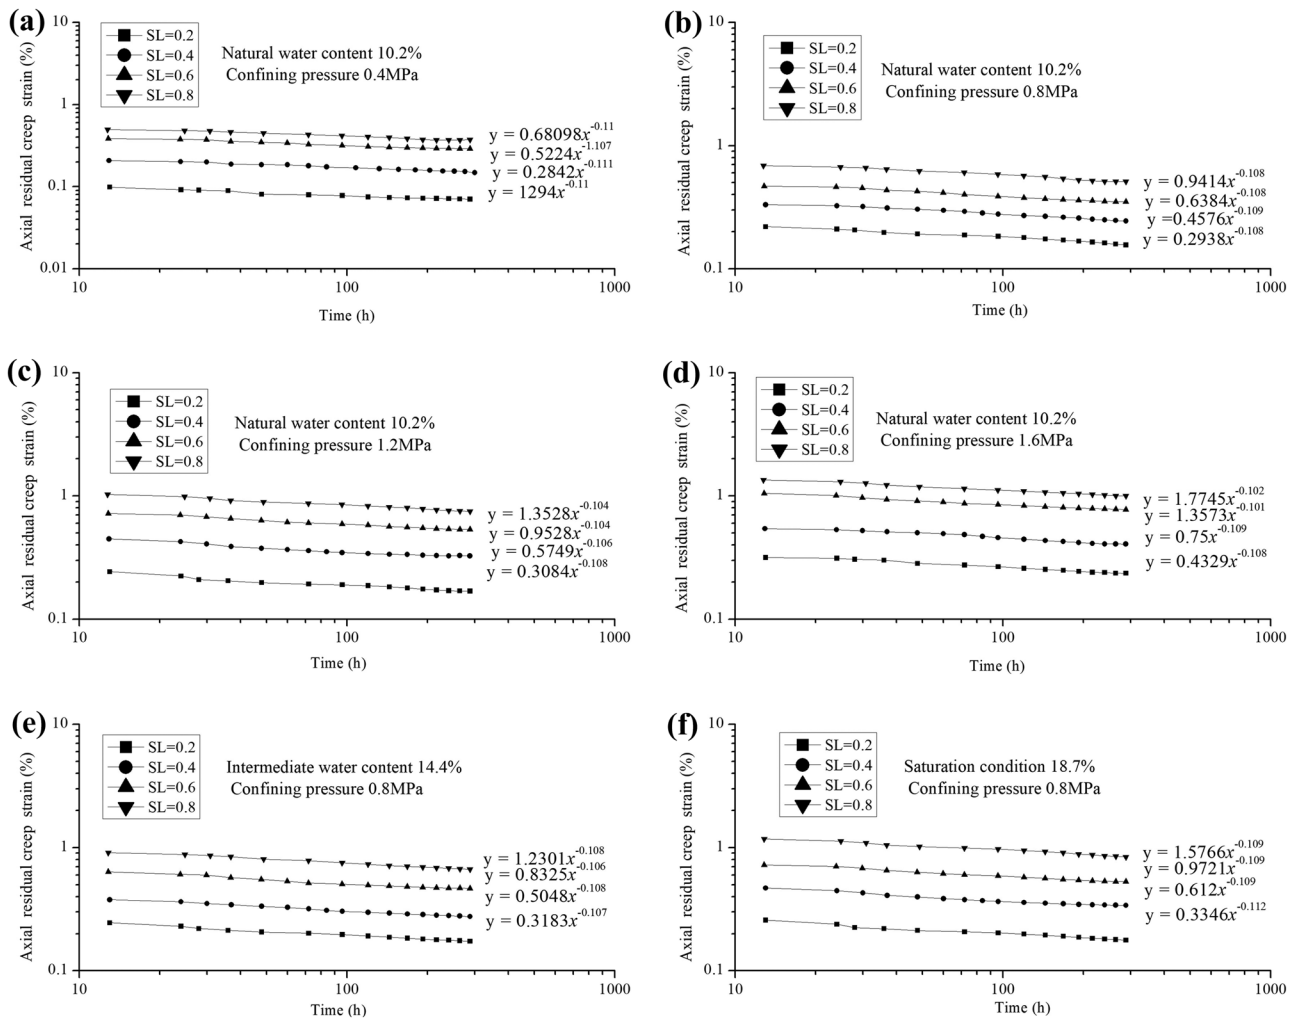 (a)
Axial residual creep strain (%)
10
1
0.1
0.01
SL=0.2
SL=0.4
SL=0.6
SL=0.8
Natural water content 10.2%
Confining pressure 0.4MPa
y = 0.68098x^-0.11
y = 0.5224x^-1.107
y = 0.2842x^-0.111
y = 1294x^-0.11
10
100
1000
Time (h)
(b)
Axial residual creep strain (%)
10
1
0.1
SL=0.2
SL=0.4
SL=0.6
SL=0.8
Natural water content 10.2%
Confining pressure 0.8MPa
y = 0.9414x^-0.108
y = 0.6384x^-0.108
y =0.4576x^-0.109
y = 0.2938x^-0.108
10
100
1000
Time (h)
(c)
Axial residual creep strain (%)
10
1
0.1
SL=0.2
SL=0.4
SL=0.6
SL=0.8
Natural water content 10.2%
Confining pressure 1.2MPa
y = 1.3528x^-0.104
y = 0.9528x^-0.104
y = 0.5749x^-0.106
y = 0.3084x^-0.108
10
100
1000
Time (h)
(d)
Axial residual creep strain (%)
10
1
0.1
SL=0.2
SL=0.4
SL=0.6
SL=0.8
Natural water content 10.2%
Confining pressure 1.6MPa
y = 1.7745x^-0.102
y = 1.3573x^-0.101
y = 0.75x^-0.109
y = 0.4329x^-0.108
10
100
1000
Time (h)
(e)
Axial residual creep strain (%)
10
1
0.1
SL=0.2
SL=0.4
SL=0.6
SL=0.8
Intermediate water content 14.4%
Confining pressure 0.8MPa
y = 1.2301x^-0.108
y = 0.8325x^-0.106
y = 0.5048x^-0.108
y = 0.3183x^-0.107
10
100
1000
Time (h)
(f)
Axial residual creep strain (%)
10
1
0.1
SL=0.2
SL=0.4
SL=0.6
SL=0.8
Saturation condition 18.7%
Confining pressure 0.8MPa
y = 1.5766x^-0.109
y = 0.9721x^-0.109
y = 0.612x^-0.109
y = 0.3346x^-0.112
10
100
1000
Time (h)